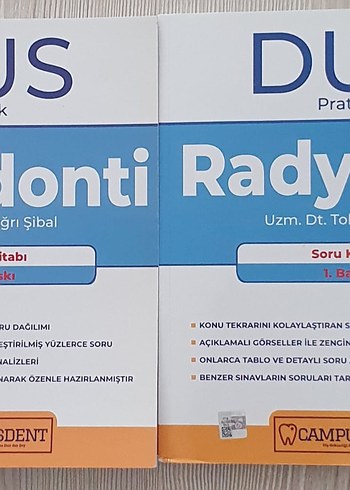 US
k
donti
ğrı Şibal
itabı
skı
RU DAĞILIMI
EŞTİRİLMİŞ YÜZLERCE SORU
NALİZLERİ
NARAK ÖZENLE HAZIRLANMIŞTIR
SDENT
DU
Prat
Rady
Uzm. Dt. Tol
Soru K
1. Ba
KONU TEKRARINI KOLAYLAŞTIRAN S
AÇIKLAMALI GÖRSELLER İLE ZENGİN
ONLARCA TABLO VE DETAYLI SORU
BENZER SINAVLARIN SORULARI TAR
CAMPU